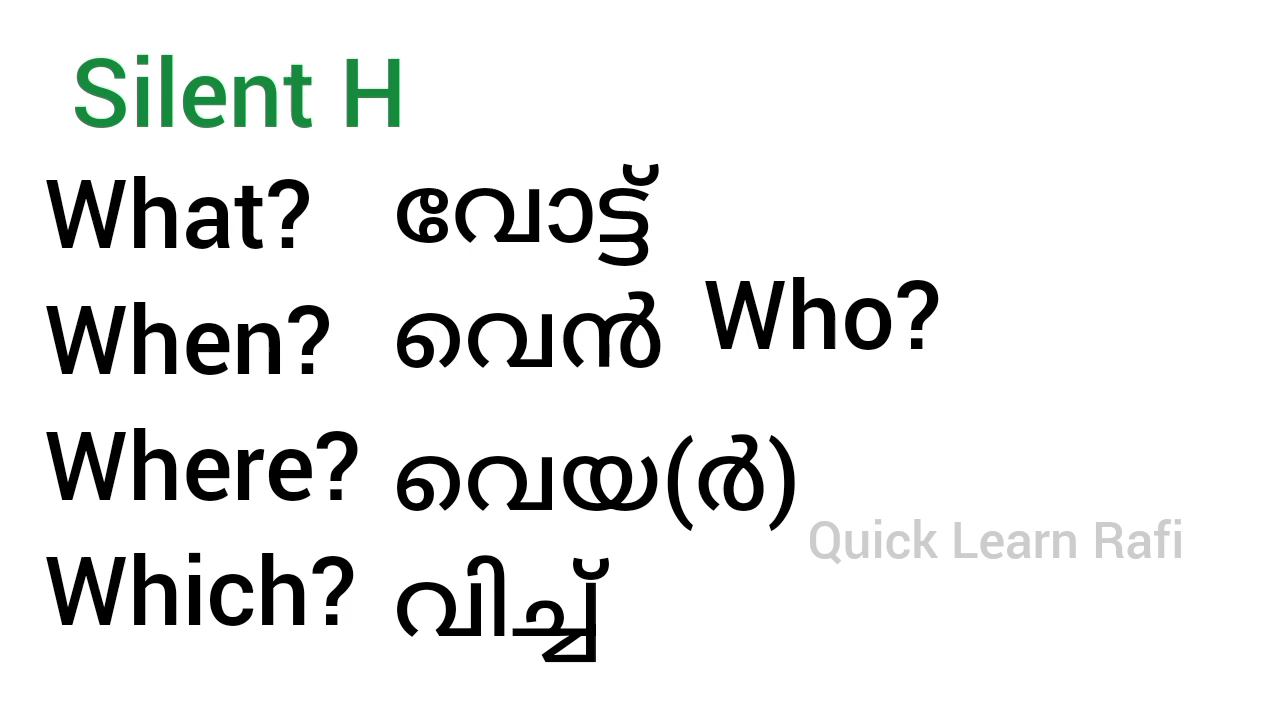 Silent H
What? വോട്ട്
When? വെൻ Who?
Where? വെയ(ർ)
Quick Learn Rafi
Which? വിച്ച്